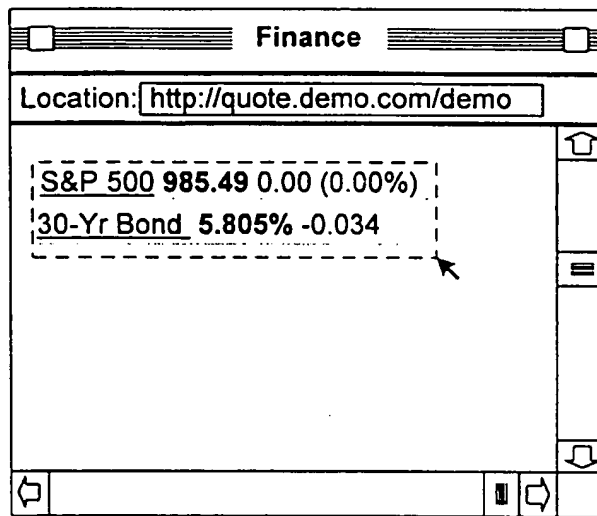 Finance
Location: http://quote.demo.com/demo
S&P 500 985.49 0.00 (0.00%)
30-Yr Bond 5.805% -0.034